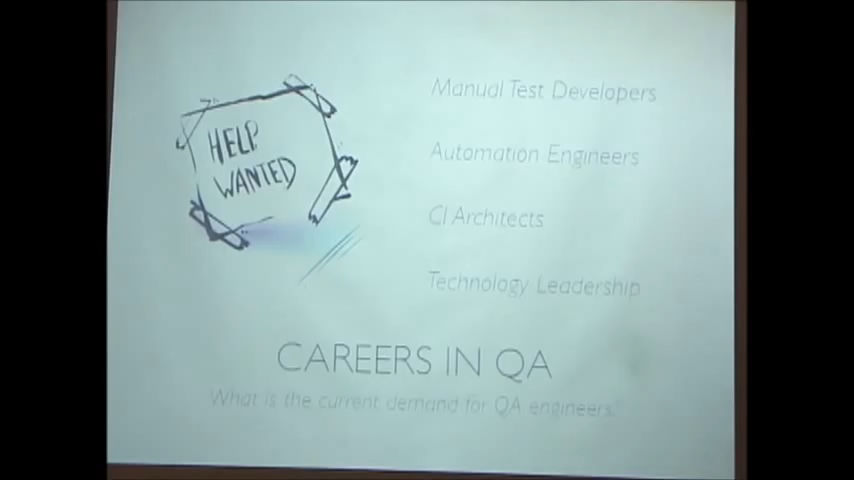 HELP
WANTED
Manual Test Developers
Automation Engineers
CI Architects
Technology Leadership
CAREERS IN QA
What is the current demand for QA engineers?